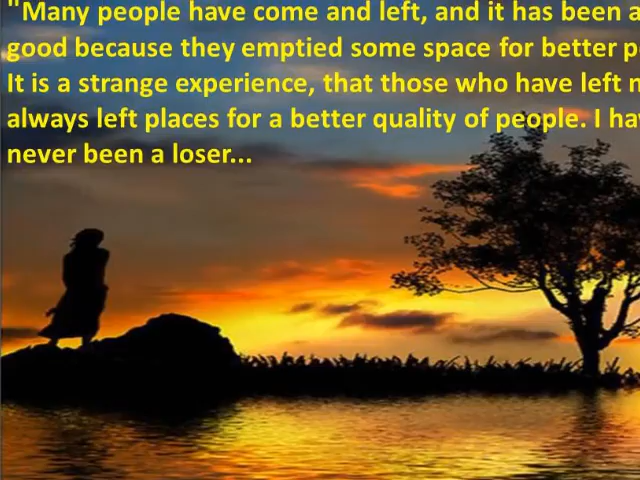 "Many people have come and left, and it has been a
good because they emptied some space for better p
It is a strange experience, that those who have left
always left places for a better quality of people. I
never been a loser...